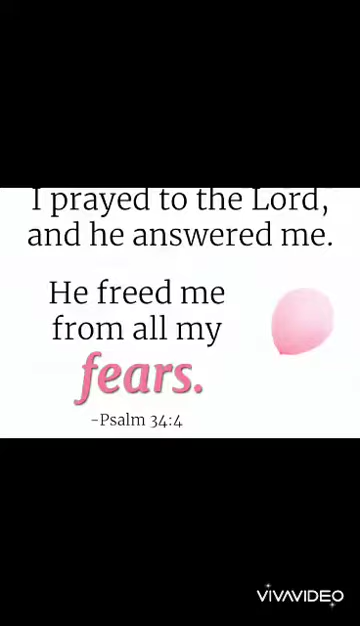 I prayed to the Lord,
and he answered me.
He freed me
from all my
fears.
-Psalm 34:4
VIVAVIDEO